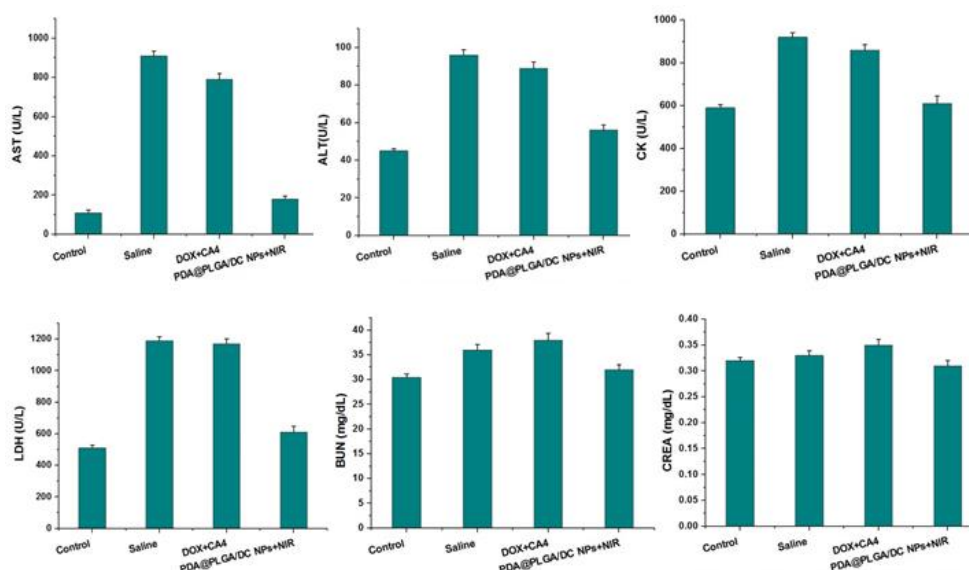 AST (U/L)
1000
800
600
400
200
0
Control
Saline
DOX+CA4
PDA@PLGA/DC NPs+NIR
ALT(U/L)
100
80
60
40
20
0
Control
Saline
DOX+CA4
PDA@PLGA/DC NPs+NIR
CK (U/L)
1000
800
600
400
200
0
Control
Saline
DOX+CA4
PDA@PLGA/DC NPs+NIR
LDH (U/L)
1200
1000
800
600
400
200
0
Control
Saline
DOX+CA4
PDA@PLGA/DC NPs+NIR
BUN (mg/dL)
40
35
30
25
20
15
10
5
0
Control
Saline
DOX+CA4
PDA@PLGA/DC NPs+NIR
CREA (mg/dL)
0.40
0.35
0.30
0.25
0.20
0.15
0.10
0.05
0.00
Control
Saline
DOX+CA4
PDA@PLGA/DC NPs+NIR